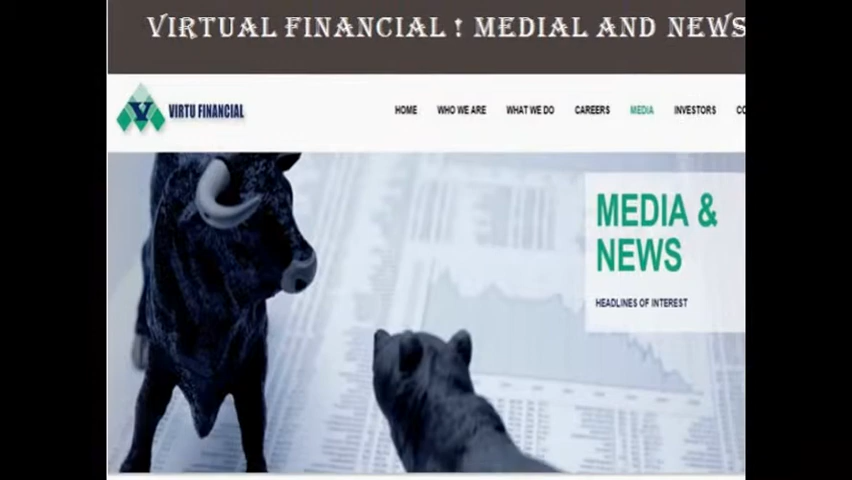 VIRTUAL FINANCIAL ! MEDIAL AND NEWS
VIRTU FINANCIAL
HOME WHO WE ARE WHAT WE DO CAREERS MEDIA INVESTORS CO
MEDIA &
NEWS
HEADLINES OF INTEREST